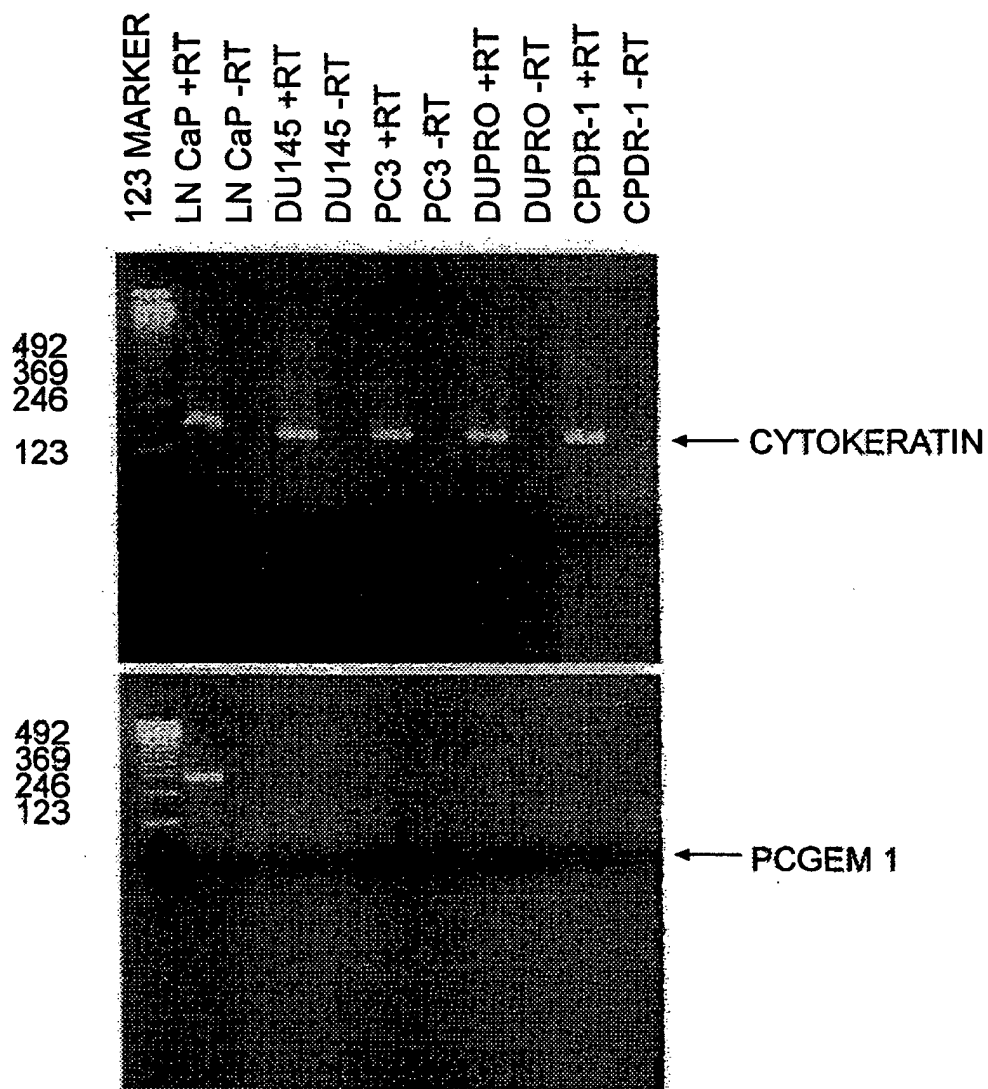 123 MARKER
LN CaP +RT
LN CaP -RT
DU145 +RT
DU145 -RT
PC3 +RT
PC3 -RT
DUPRO +RT
DUPRO -RT
CPDR-1 +RT
CPDR-1 -RT
492
369
246
123
CYTOKERATIN
492
369
246
123
PCGEM 1